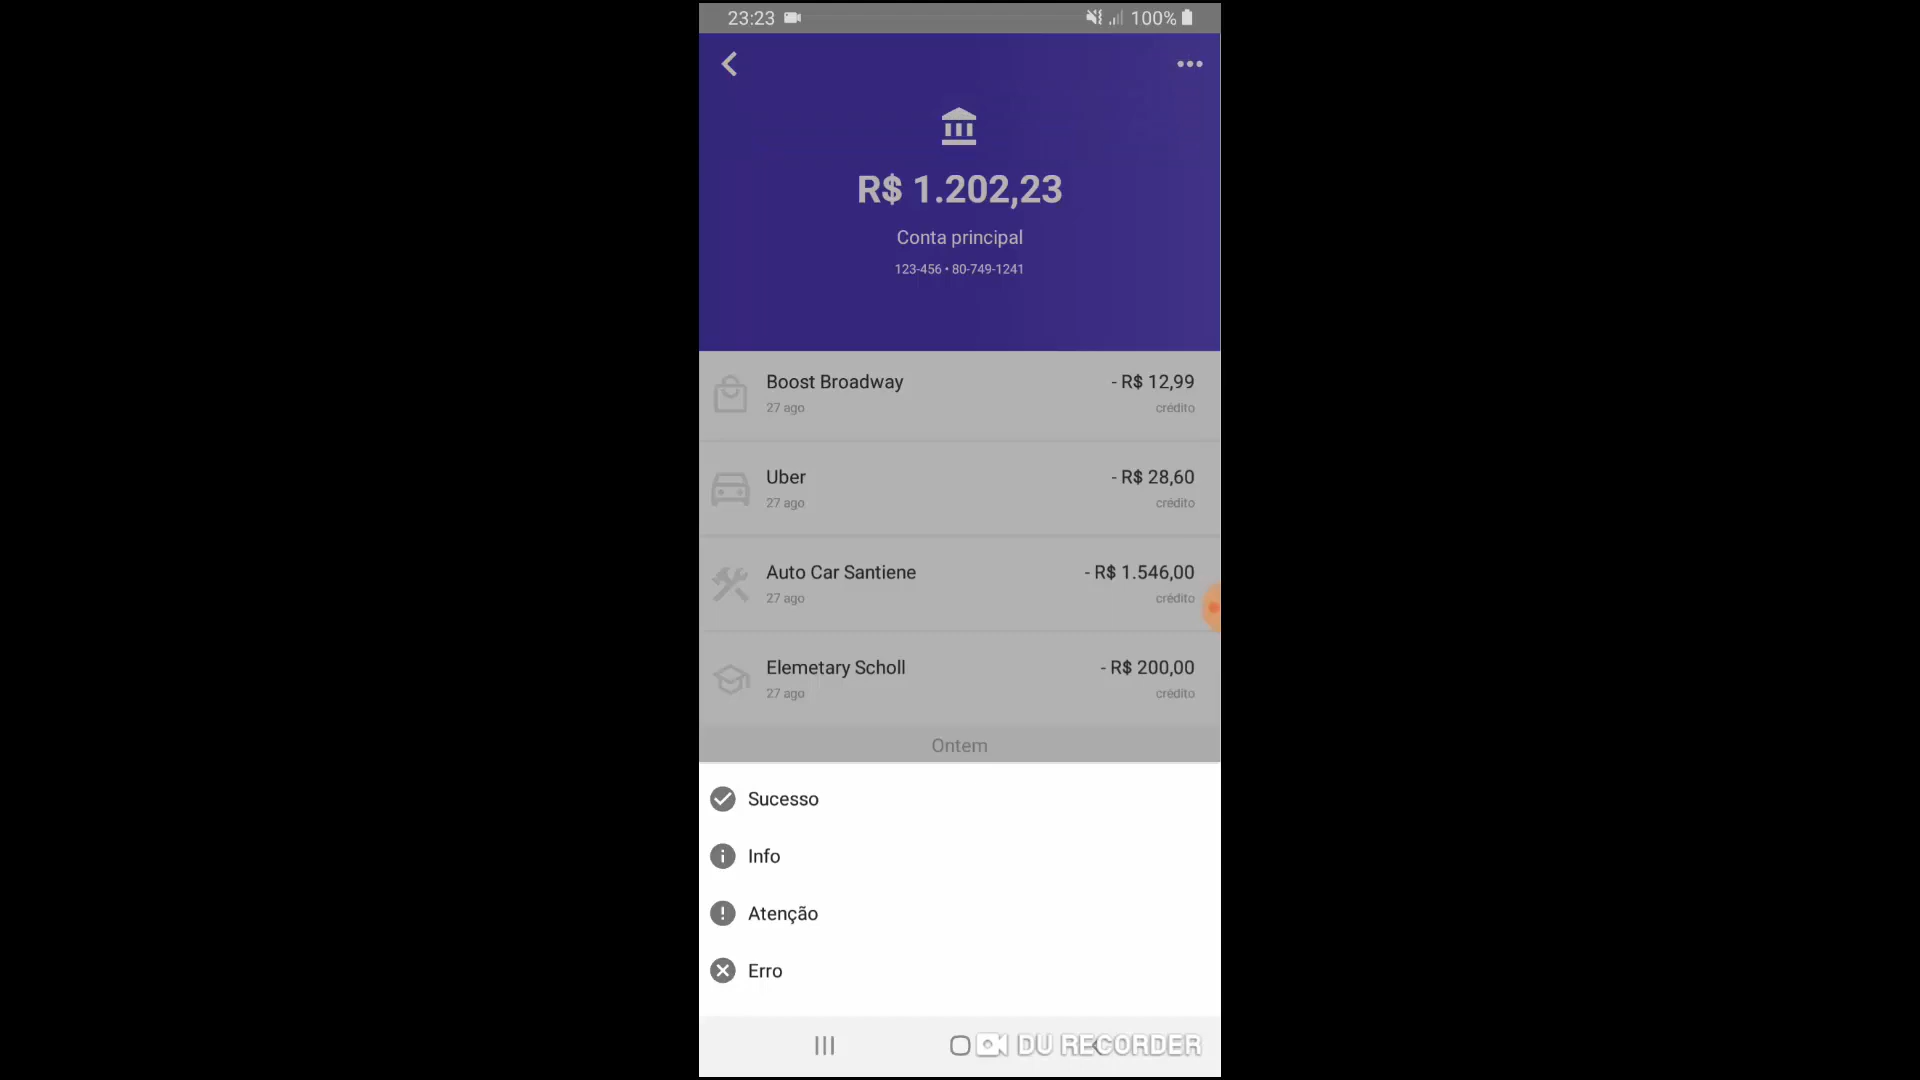 23:23 100%
R$ 1.202,23
Conta principal
123-456 • 80-749-1241
Boost Broadway - R$ 12,99
27 ago crédito
Uber - R$ 28,60
27 ago crédito
Auto Car Santiene - R$ 1.546,00
27 ago crédito
Elemetary Scholl - R$ 200,00
27 ago crédito
Ontem
Sucesso
Info
Atenção
Erro
DU RECORDER